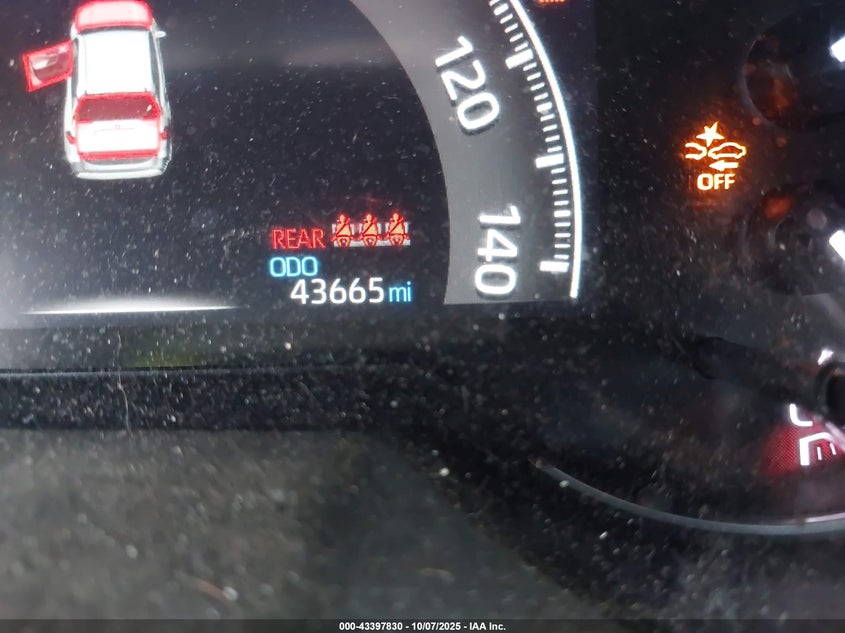 120
OFF
140
REAR
ODO
43665 mi
E
000-43397830 - 10/07/2025 - IAA Inc.